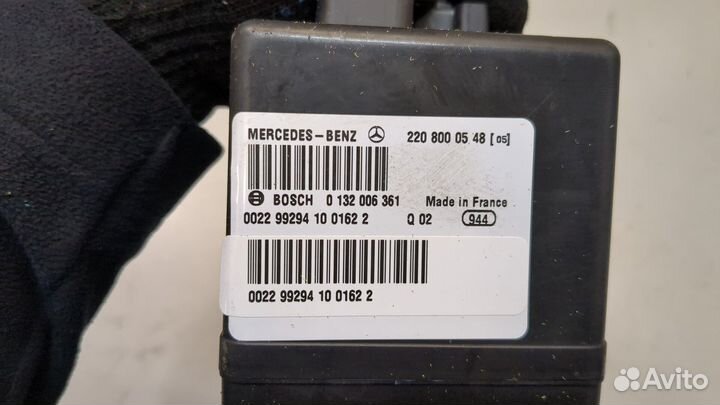 MERCEDES-BENZ 220 800 05 48 [05]
BOSCH 0 132 006 361 Made in France
0022 99294 10 0162 2 Q 02 944
0022 99294 10 0162 2
Avito